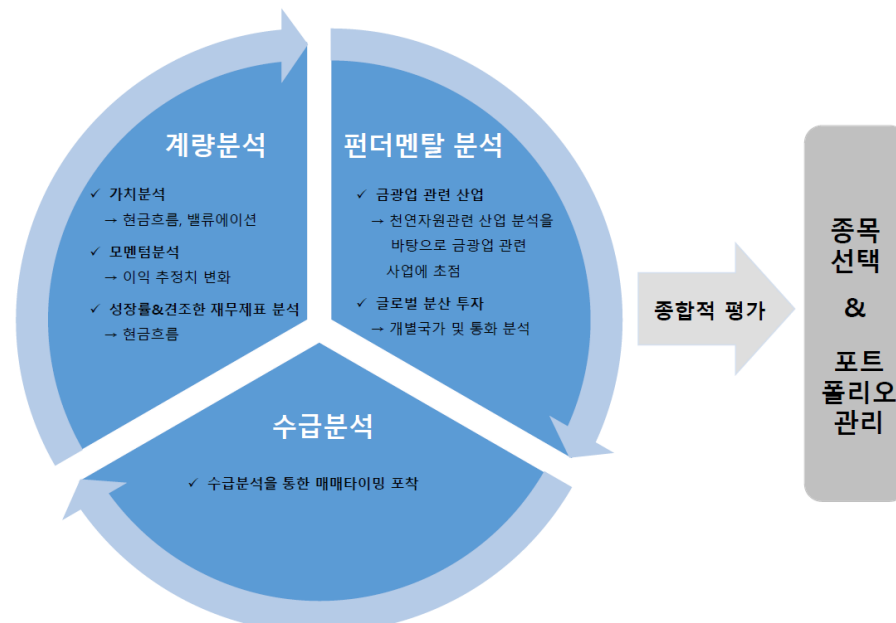 계량분석
✓ 가치분석
→ 현금흐름, 밸류에이션
✓ 모멘텀분석
→ 이익 추정치 변화
✓ 성장률&견조한 재무제표 분석
→ 현금흐름
펀더멘탈 분석
✓ 금광업 관련 산업
→ 천연자원관련 산업 분석을
바탕으로 금광업 관련
사업에 초점
✓ 글로벌 분산 투자
→ 개별국가 및 통화 분석
수급분석
✓ 수급분석을 통한 매매타이밍 포착
종합적 평가
종목
선택
&
포트
폴리오
관리